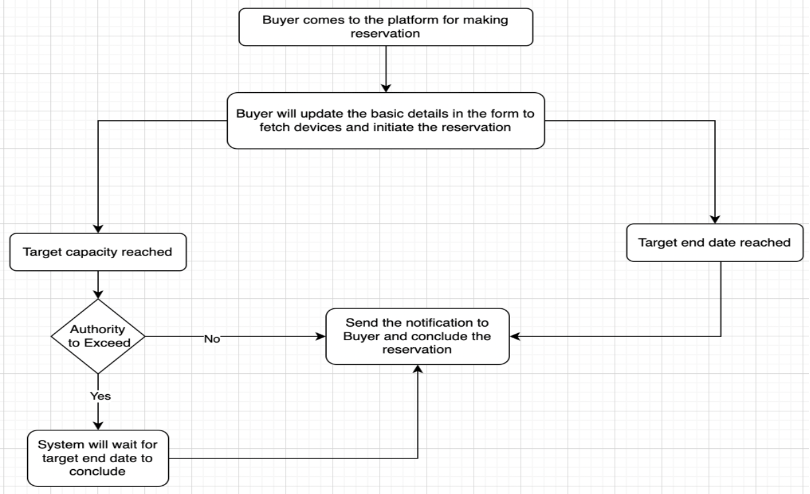 Buyer comes to the platform for making
reservation
Buyer will update the basic details in the form to
fetch devices and initiate the reservation
Target capacity reached
Target end date reached
Authority
to Exceed
No
Send the notification to
Buyer and conclude the
reservation
Yes
System will wait for
target end date to
conclude